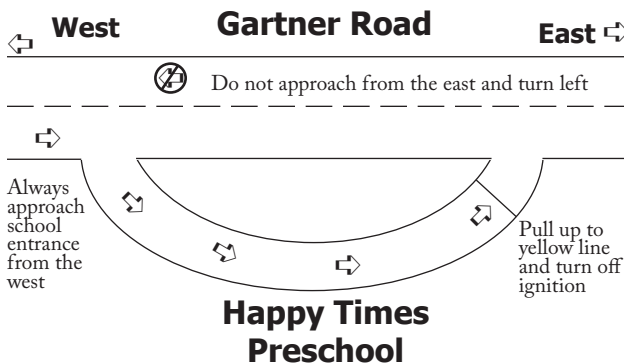 West
Gartner Road
East
Do not approach from the east and turn left
Always
approach
school
entrance
from the
west
Pull up to
yellow line
and turn off
ignition
Happy Times
Preschool